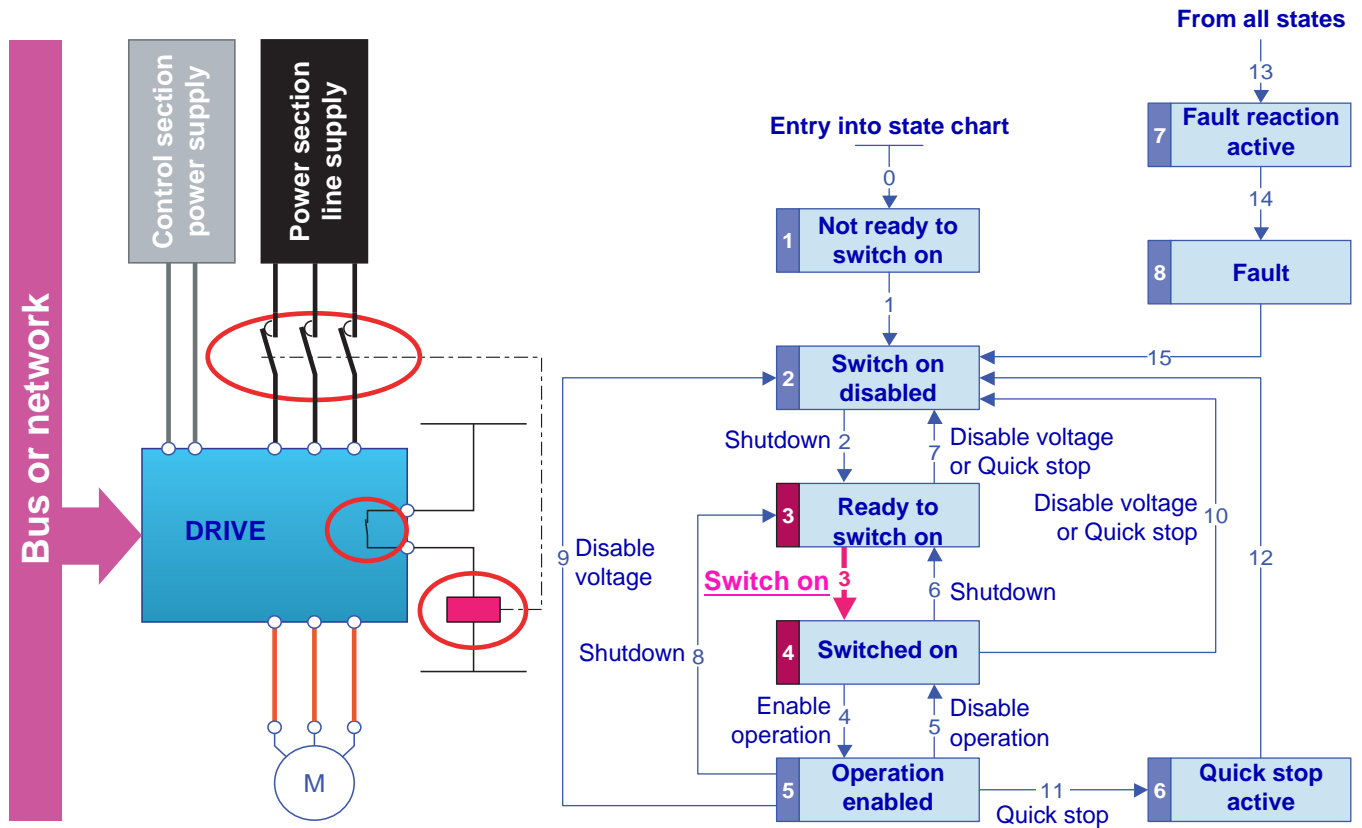 Bus or network
Control section
power supply
Power section
line supply
DRIVE
M
From all states
13
7
Fault reaction
active
14
8
Fault
15
Entry into state chart
0
1
Not ready to
switch on
1
2
Switch on
disabled
Shutdown 2
7 Disable voltage
or Quick stop
3
Ready to
switch on
Disable voltage
or Quick stop
10
12
9 Disable
voltage
Switch on 3
6 Shutdown
4
Switched on
Shutdown 8
Enable
operation
4
5
Disable
operation
5
Operation
enabled
11
Quick stop
6
Quick stop
active